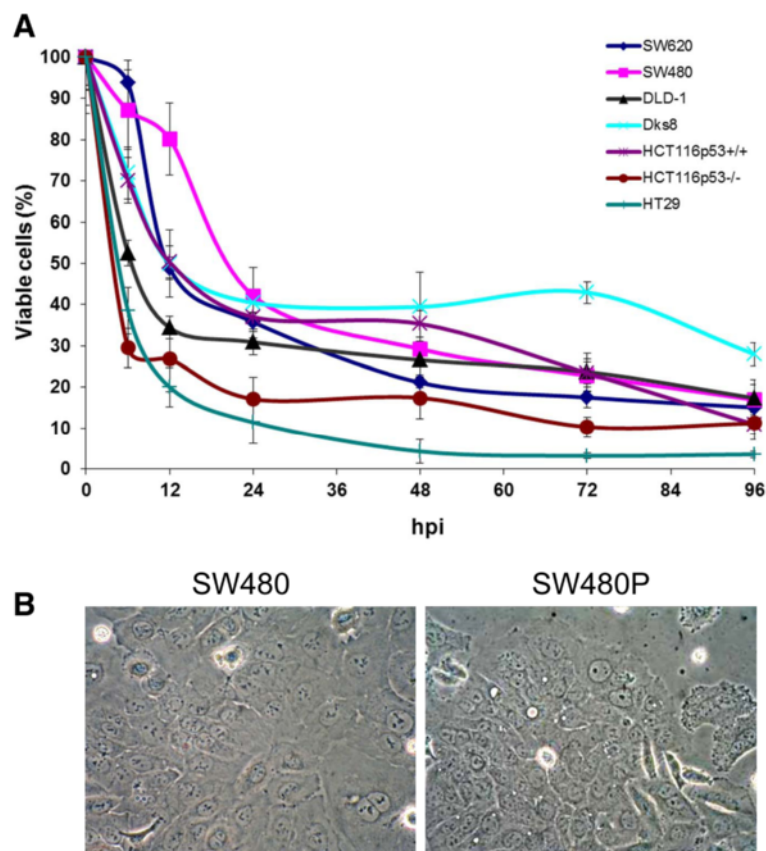 A
SW620
SW480
DLD-1
Dks8
HCT116p53+/+
HCT116p53-/-
HT29
Viable cells (%)
100
90
80
70
60
50
40
30
20
10
0
0 12 24 36 48 60 72 84 96
hpi
B
SW480 SW480P